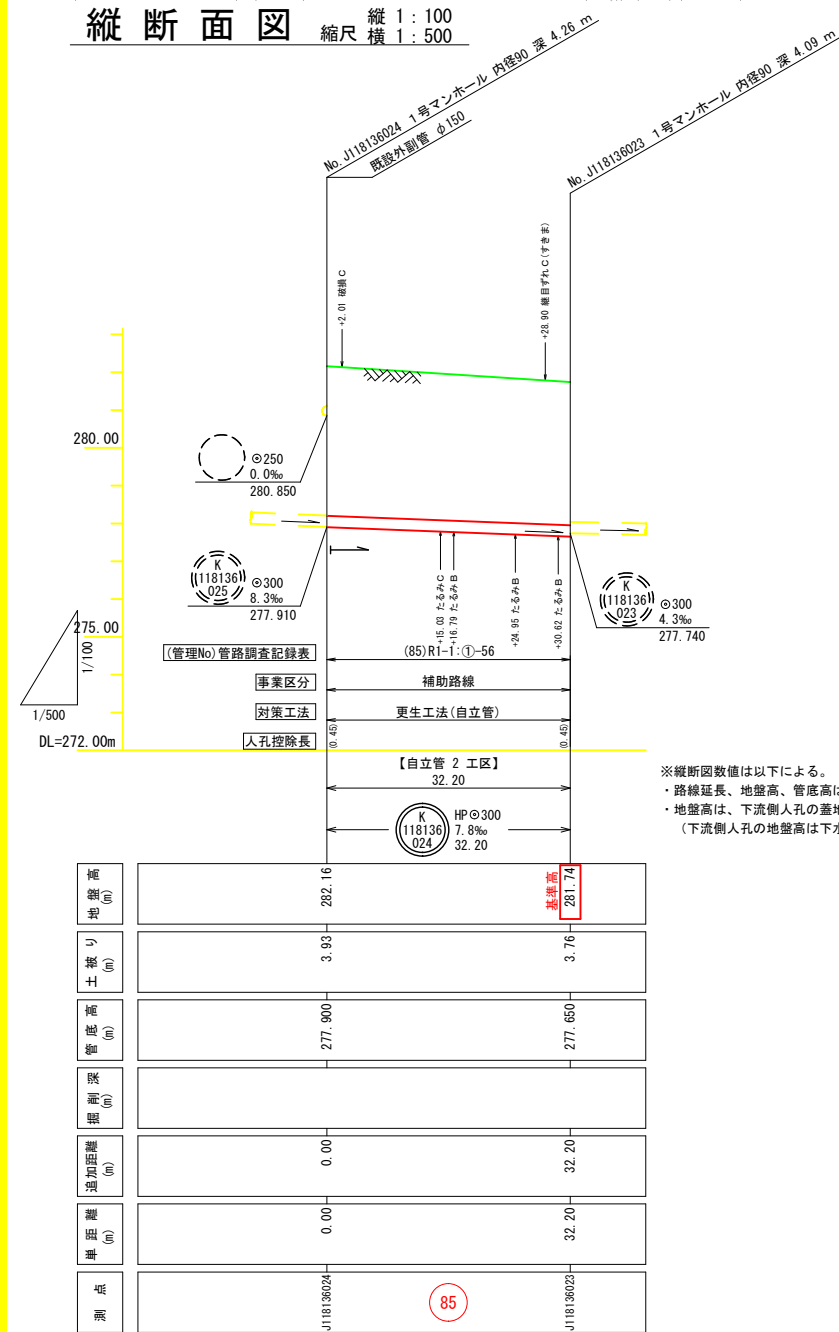 縦断面図
縮尺 縦 1：100
横 1：500
No.J118136024 1号マンホール 内径90 深 4.26 m
既設外副管 φ150
No.J118136023 1号マンホール 内径90 深 4.09 m
+2.01 破損C
+28.90 継目ずれC(すきま)
280.00
◎250
0.0‰
280.850
K
118136
025
◎300
8.3‰
277.910
K
118136
023
◎300
4.3‰
277.740
+15.03 たるみC
+16.79 たるみB
+24.95 たるみB
+30.62 たるみB
275.00
1/100
1/500
DL=272.00m
(管理No)管路調査記録表
(85)R1-1:①-56
事業区分
補助路線
対策工法
更生工法(自立管)
人孔控除長
(0.45)
(0.45)
【自立管 2 工区】
32.20
K
118136
024
HP◎300
7.8‰
32.20
※縦断図数値は以下による。
・路線延長、地盤高、管底高は
・地盤高は、下流側人孔の蓋地
（下流側人孔の地盤高は下水
地盤高
(m)
282.16
基準高
281.74
土被り
(m)
3.93
3.76
管底高
(m)
277.900
277.650
掘削深
(m)
追加距離
(m)
0.00
32.20
単距離
(m)
0.00
32.20
測点
J118136024
85
J118136023